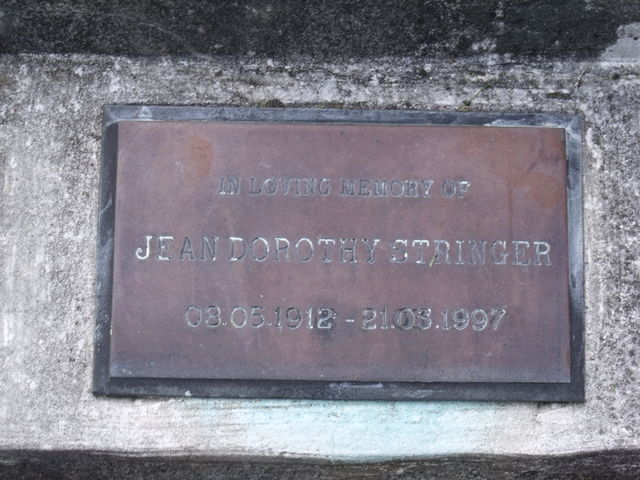 IN LOVING MEMORY OF
JEAN DOROTHY STRINGER
08.05.1912 - 21.03.1997